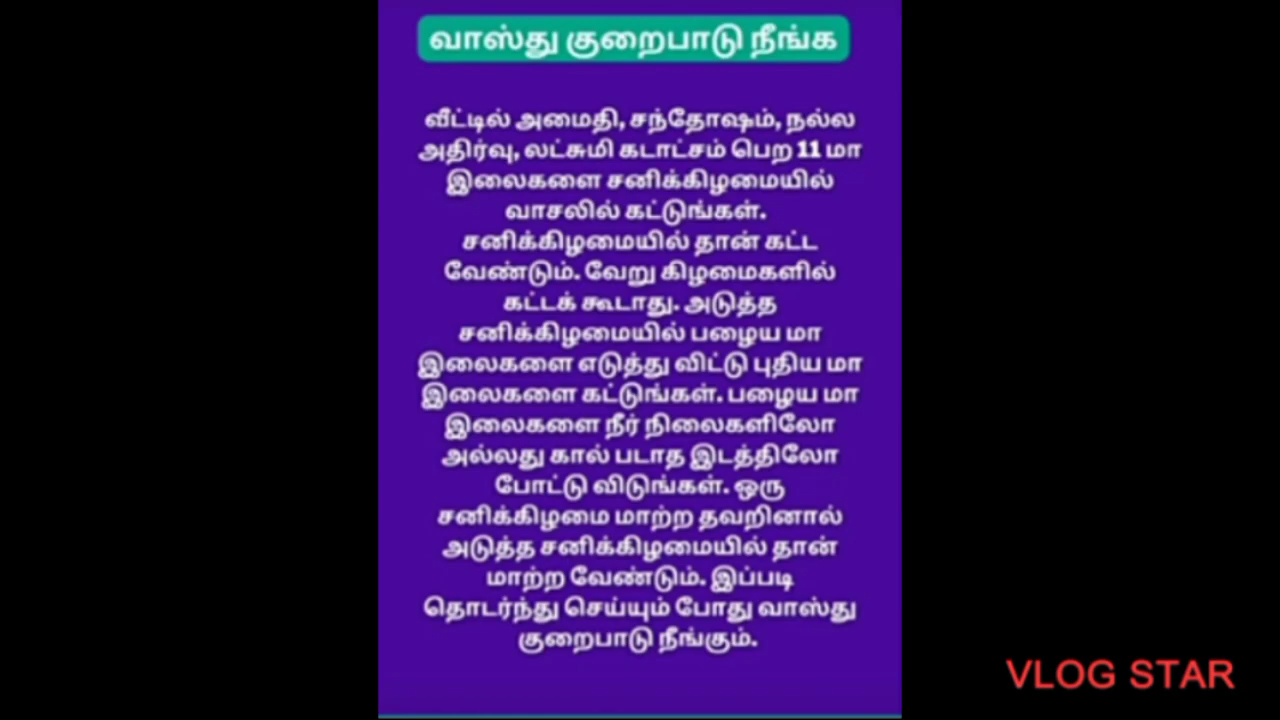 வாஸ்து குறைபாடு நீங்க
வீட்டில் அமைதி, சந்தோஷம், நல்ல
அதிர்வு, லட்சுமி கடாட்சம் பெற 11 மா
இலைகளை சனிக்கிழமையில்
வாசலில் கட்டுங்கள்.
சனிக்கிழமையில் தான் கட்ட
வேண்டும். வேறு கிழமைகளில்
கட்டக் கூடாது. அடுத்த
சனிக்கிழமையில் பழைய மா
இலைகளை எடுத்து விட்டு புதிய மா
இலைகளை கட்டுங்கள். பழைய மா
இலைகளை நீர் நிலைகளிலோ
அல்லது கால் படாத இடத்திலோ
போட்டு விடுங்கள். ஒரு
சனிக்கிழமை மாற்ற தவறினால்
அடுத்த சனிக்கிழமையில் தான்
மாற்ற வேண்டும். இப்படி
தொடர்ந்து செய்யும் போது வாஸ்து
குறைபாடு நீங்கும்.
VLOG STAR